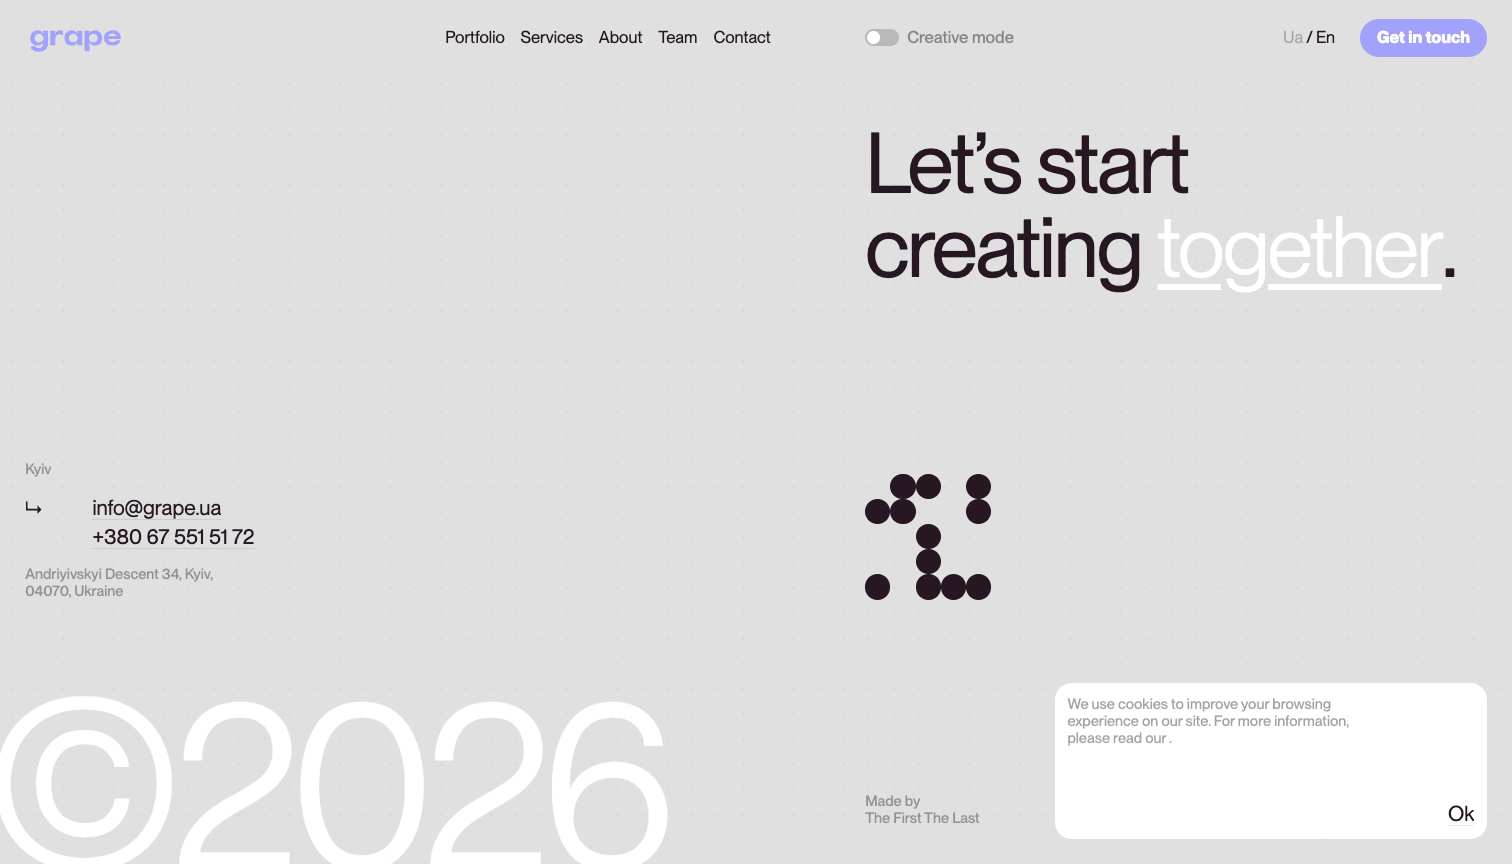 grape
Portfolio Services About Team Contact
Creative mode
Ua / En
Get in touch
Let’s start
creating together.
Kyiv
info@grape.ua
+380 67 551 51 72
Andriyivskyi Descent 34, Kyiv,
04070, Ukraine
©2026
Made by
The First The Last
We use cookies to improve your browsing
experience on our site. For more information,
please read our .
Ok